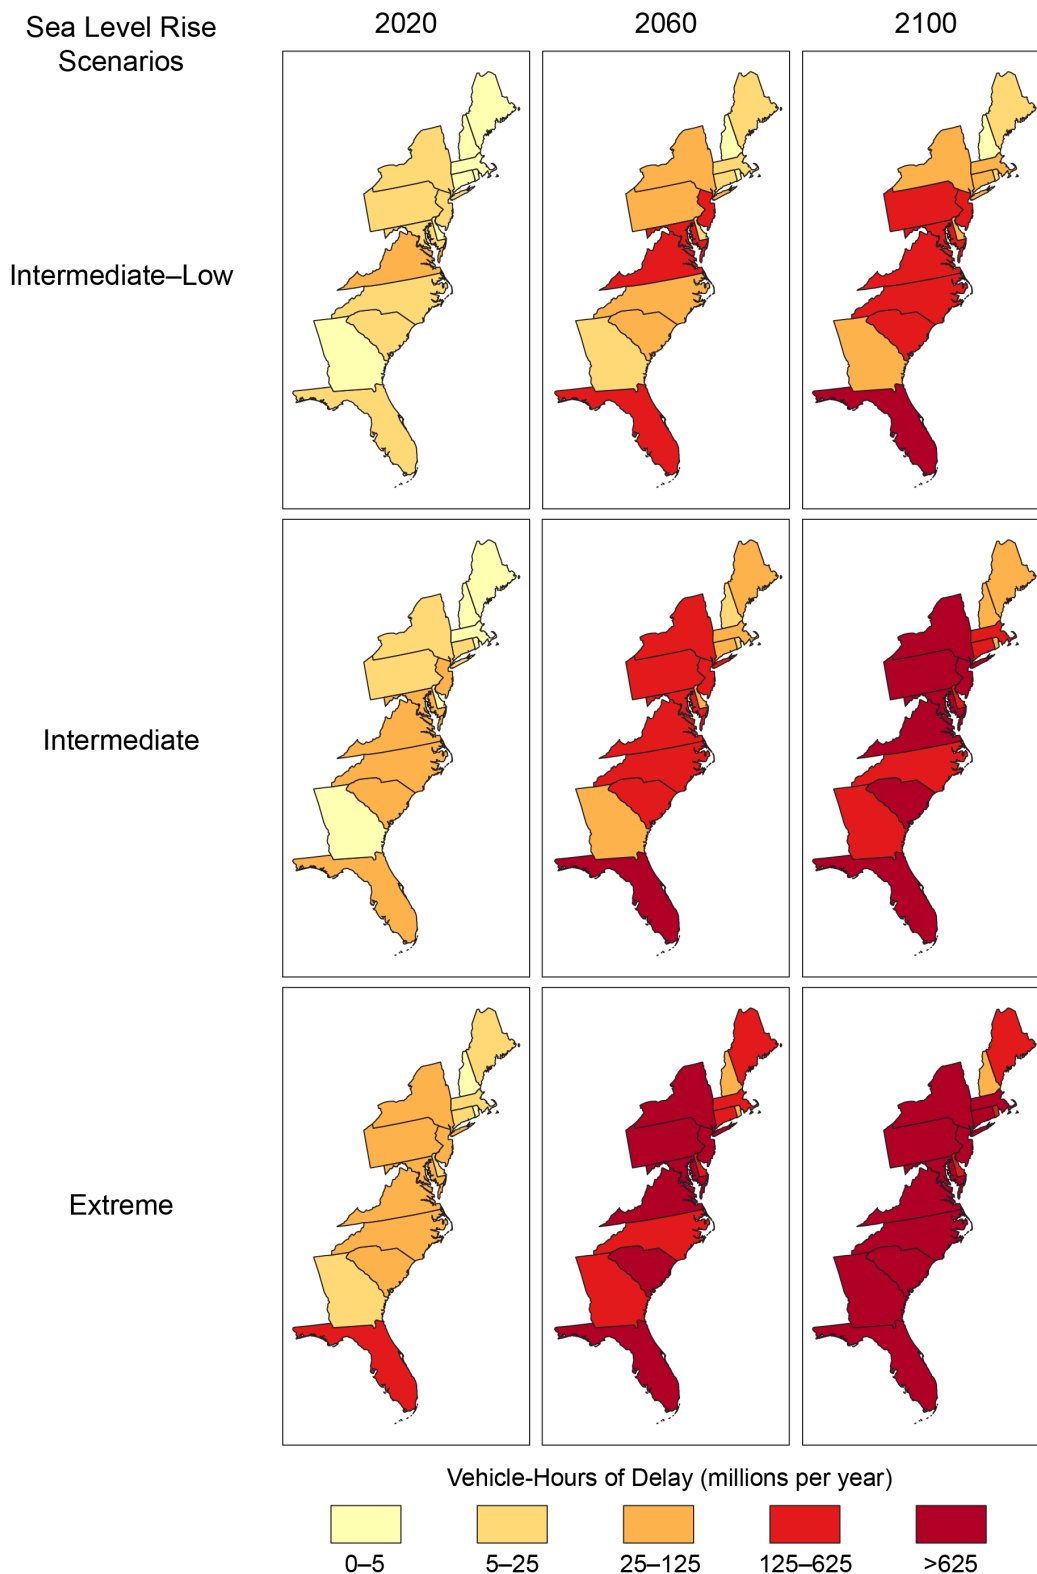 Sea Level Rise
Scenarios
2020
2060
2100
Intermediate–Low
Intermediate
Extreme
Vehicle-Hours of Delay (millions per year)
0–5
5–25
25–125
125–625
>625